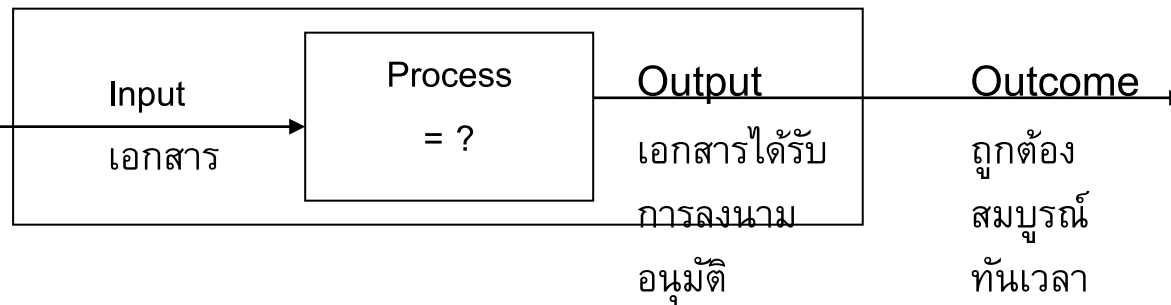 Input
เอกสาร
Process
= ?
Output
เอกสารได้รับ
การลงนาม
อนุมัติ
Outcome
ถูกต้อง
สมบูรณ์
ทันเวลา